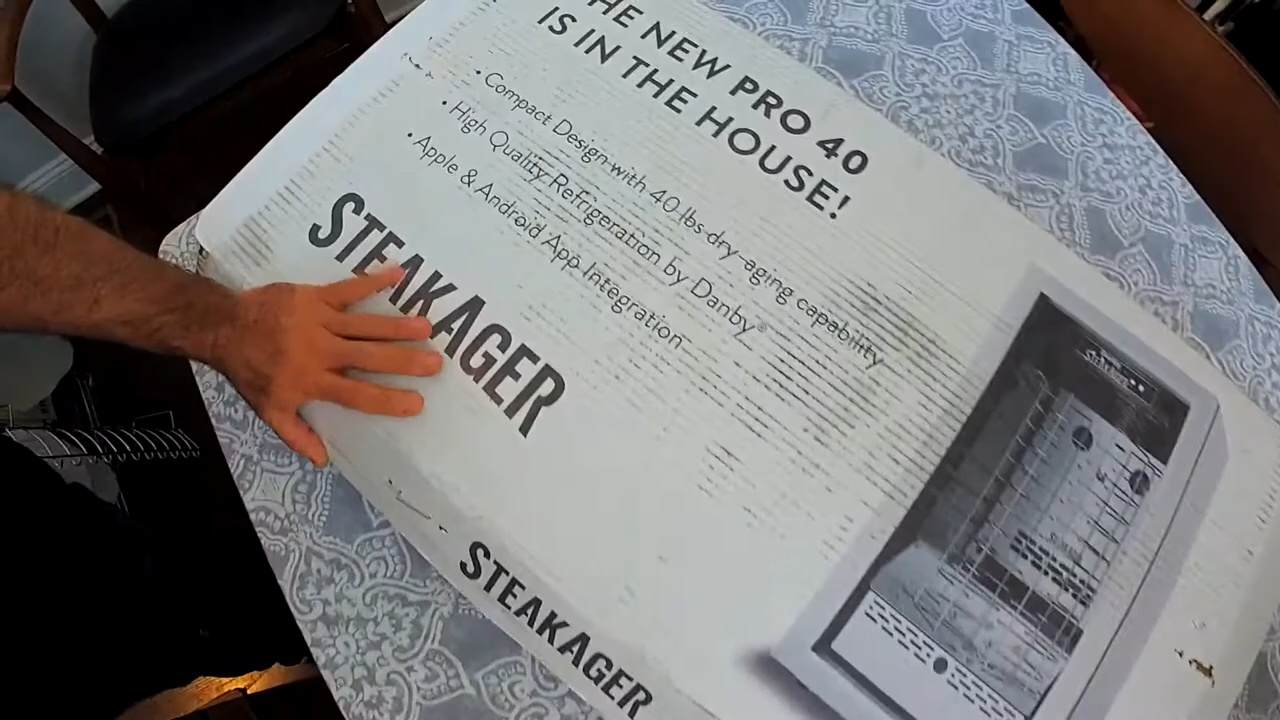 HE NEW PRO 40
IS IN THE HOUSE!
• Compact Design with 40 lbs dry-aging capability
• High Quality Refrigeration by Danby®
• Apple & Android App Integration
STEAKAGER
STEAKAGER